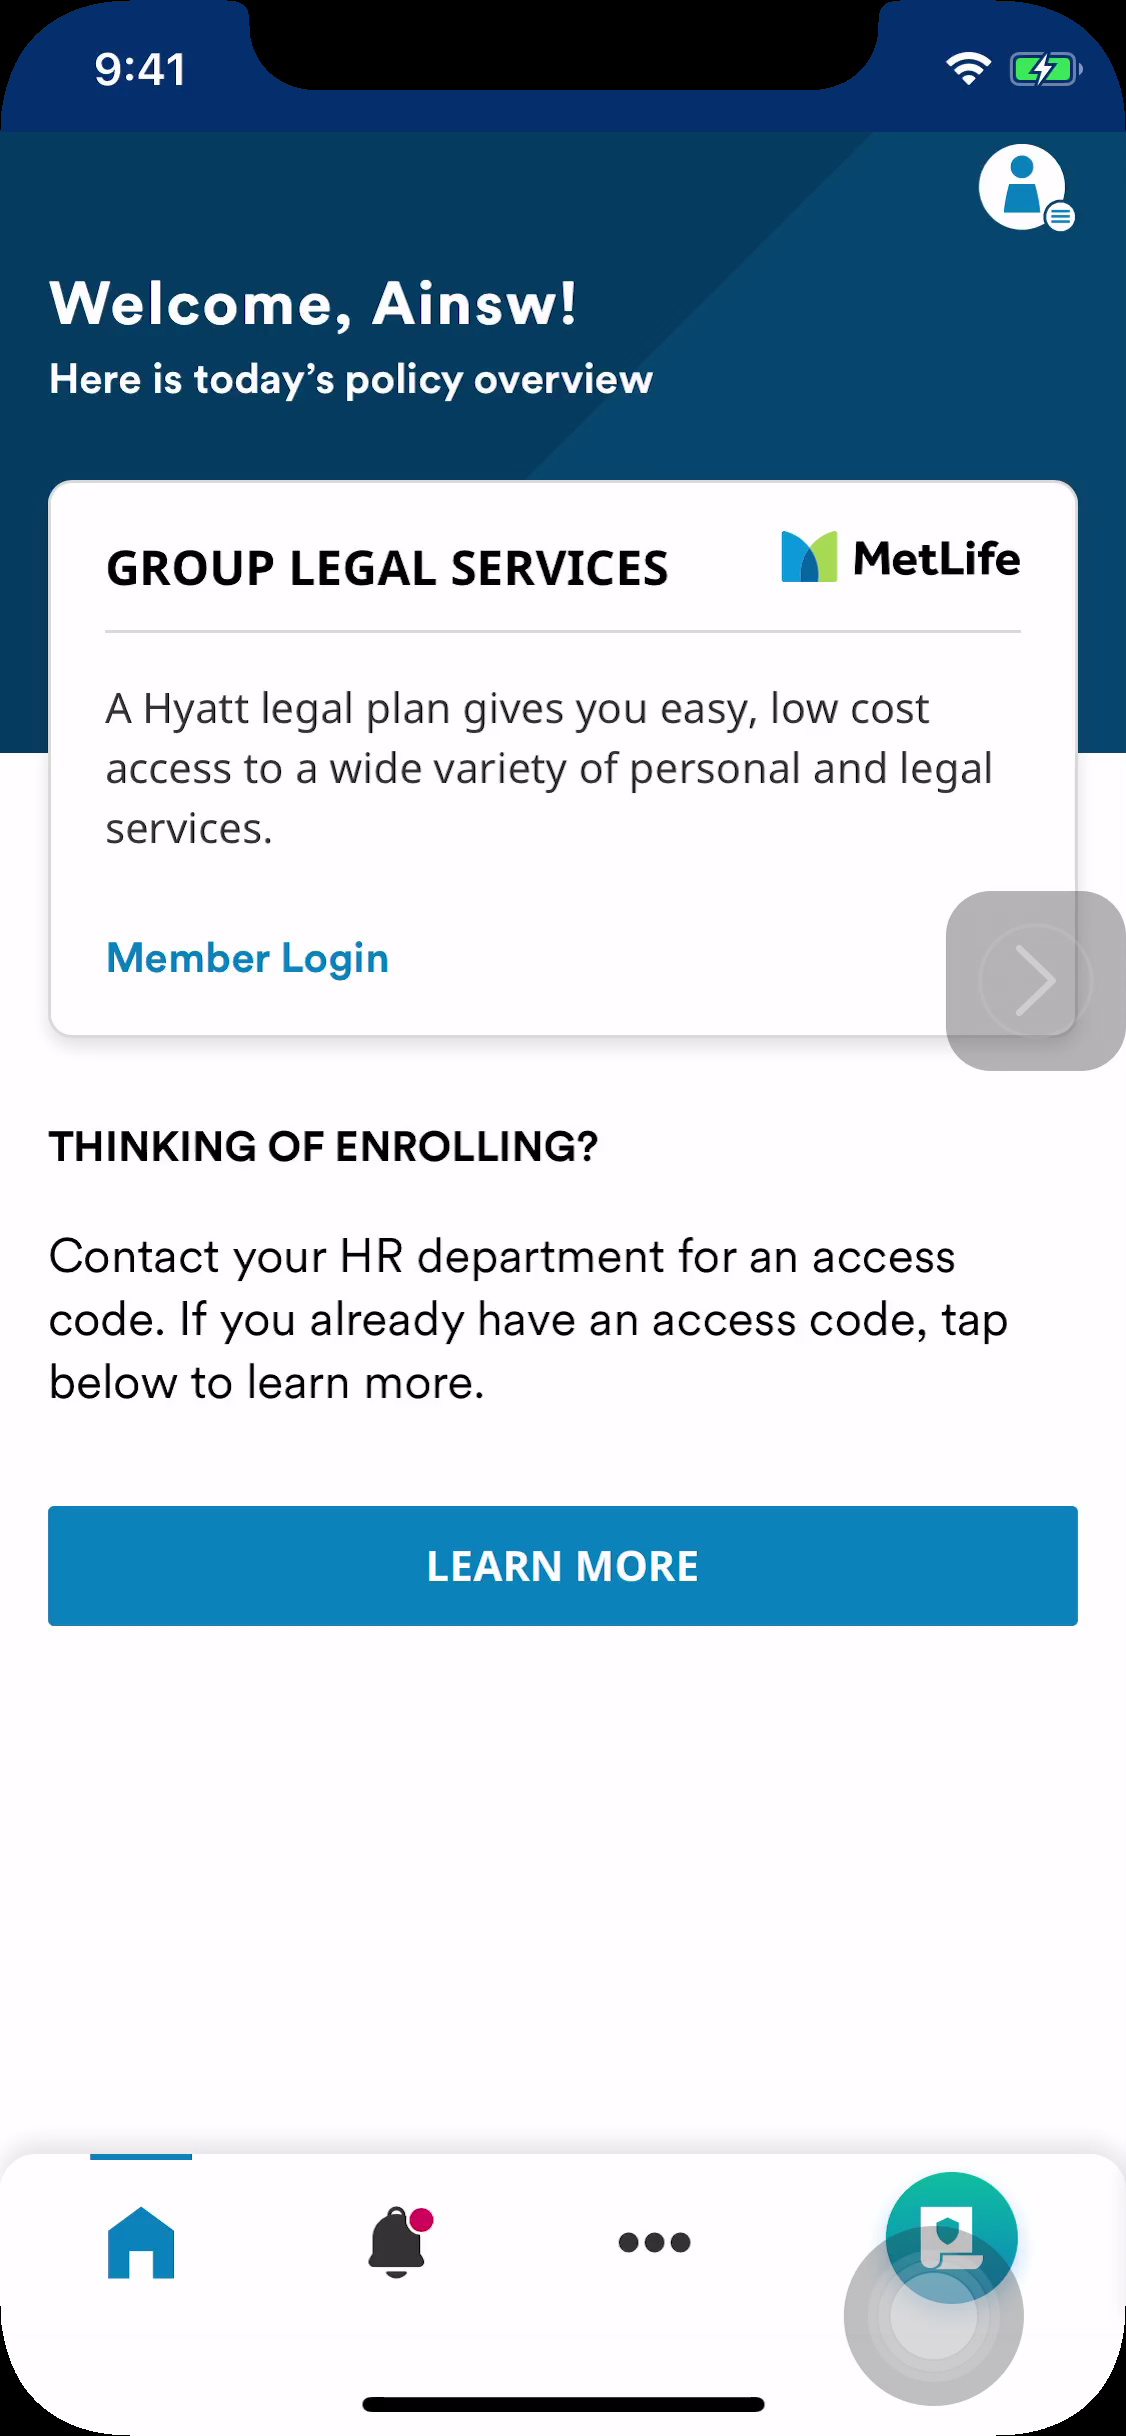 9:41
Welcome, Ainsw!
Here is today’s policy overview
GROUP LEGAL SERVICES
MetLife
A Hyatt legal plan gives you easy, low cost
access to a wide variety of personal and legal
services.
Member Login
THINKING OF ENROLLING?
Contact your HR department for an access
code. If you already have an access code, tap
below to learn more.
LEARN MORE